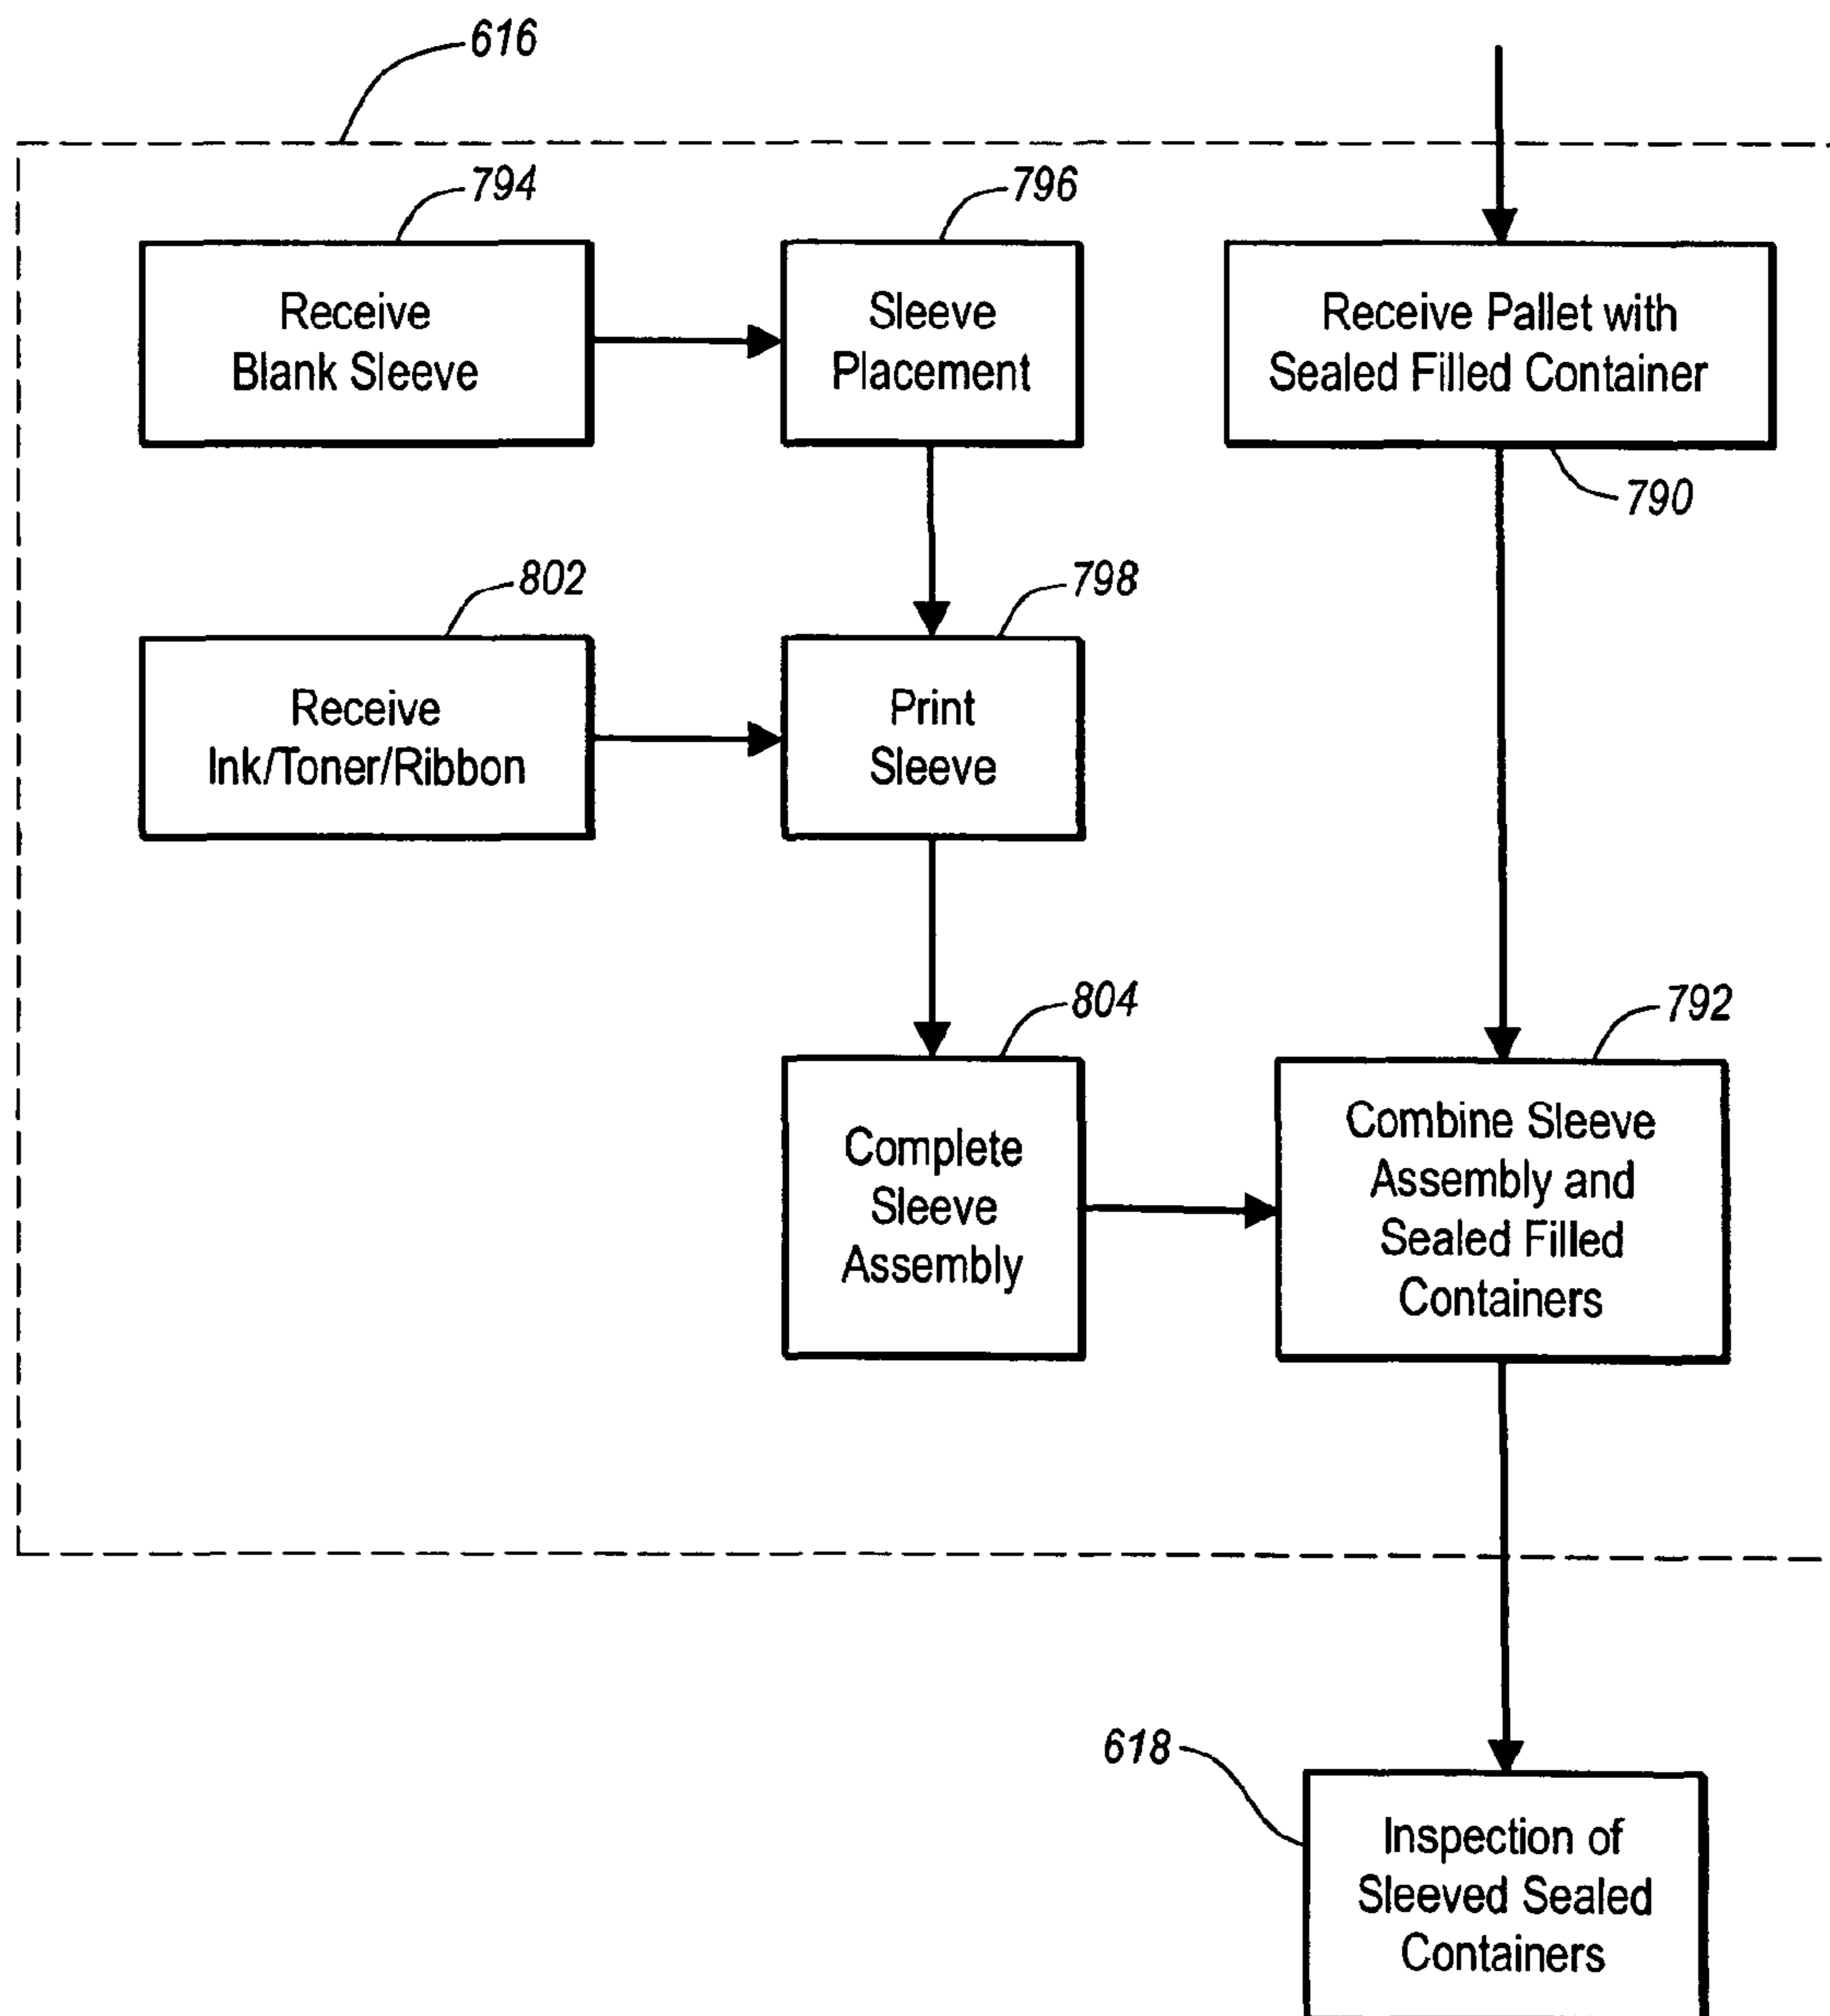 616
794
796
Receive
Blank Sleeve
Sleeve
Placement
Receive Pallet with
Sealed Filled Container
790
802
798
Receive
Ink/Toner/Ribbon
Print
Sleeve
804
792
Complete
Sleeve
Assembly
Combine Sleeve
Assembly and
Sealed Filled
Containers
618
Inspection of
Sleeved Sealed
Containers